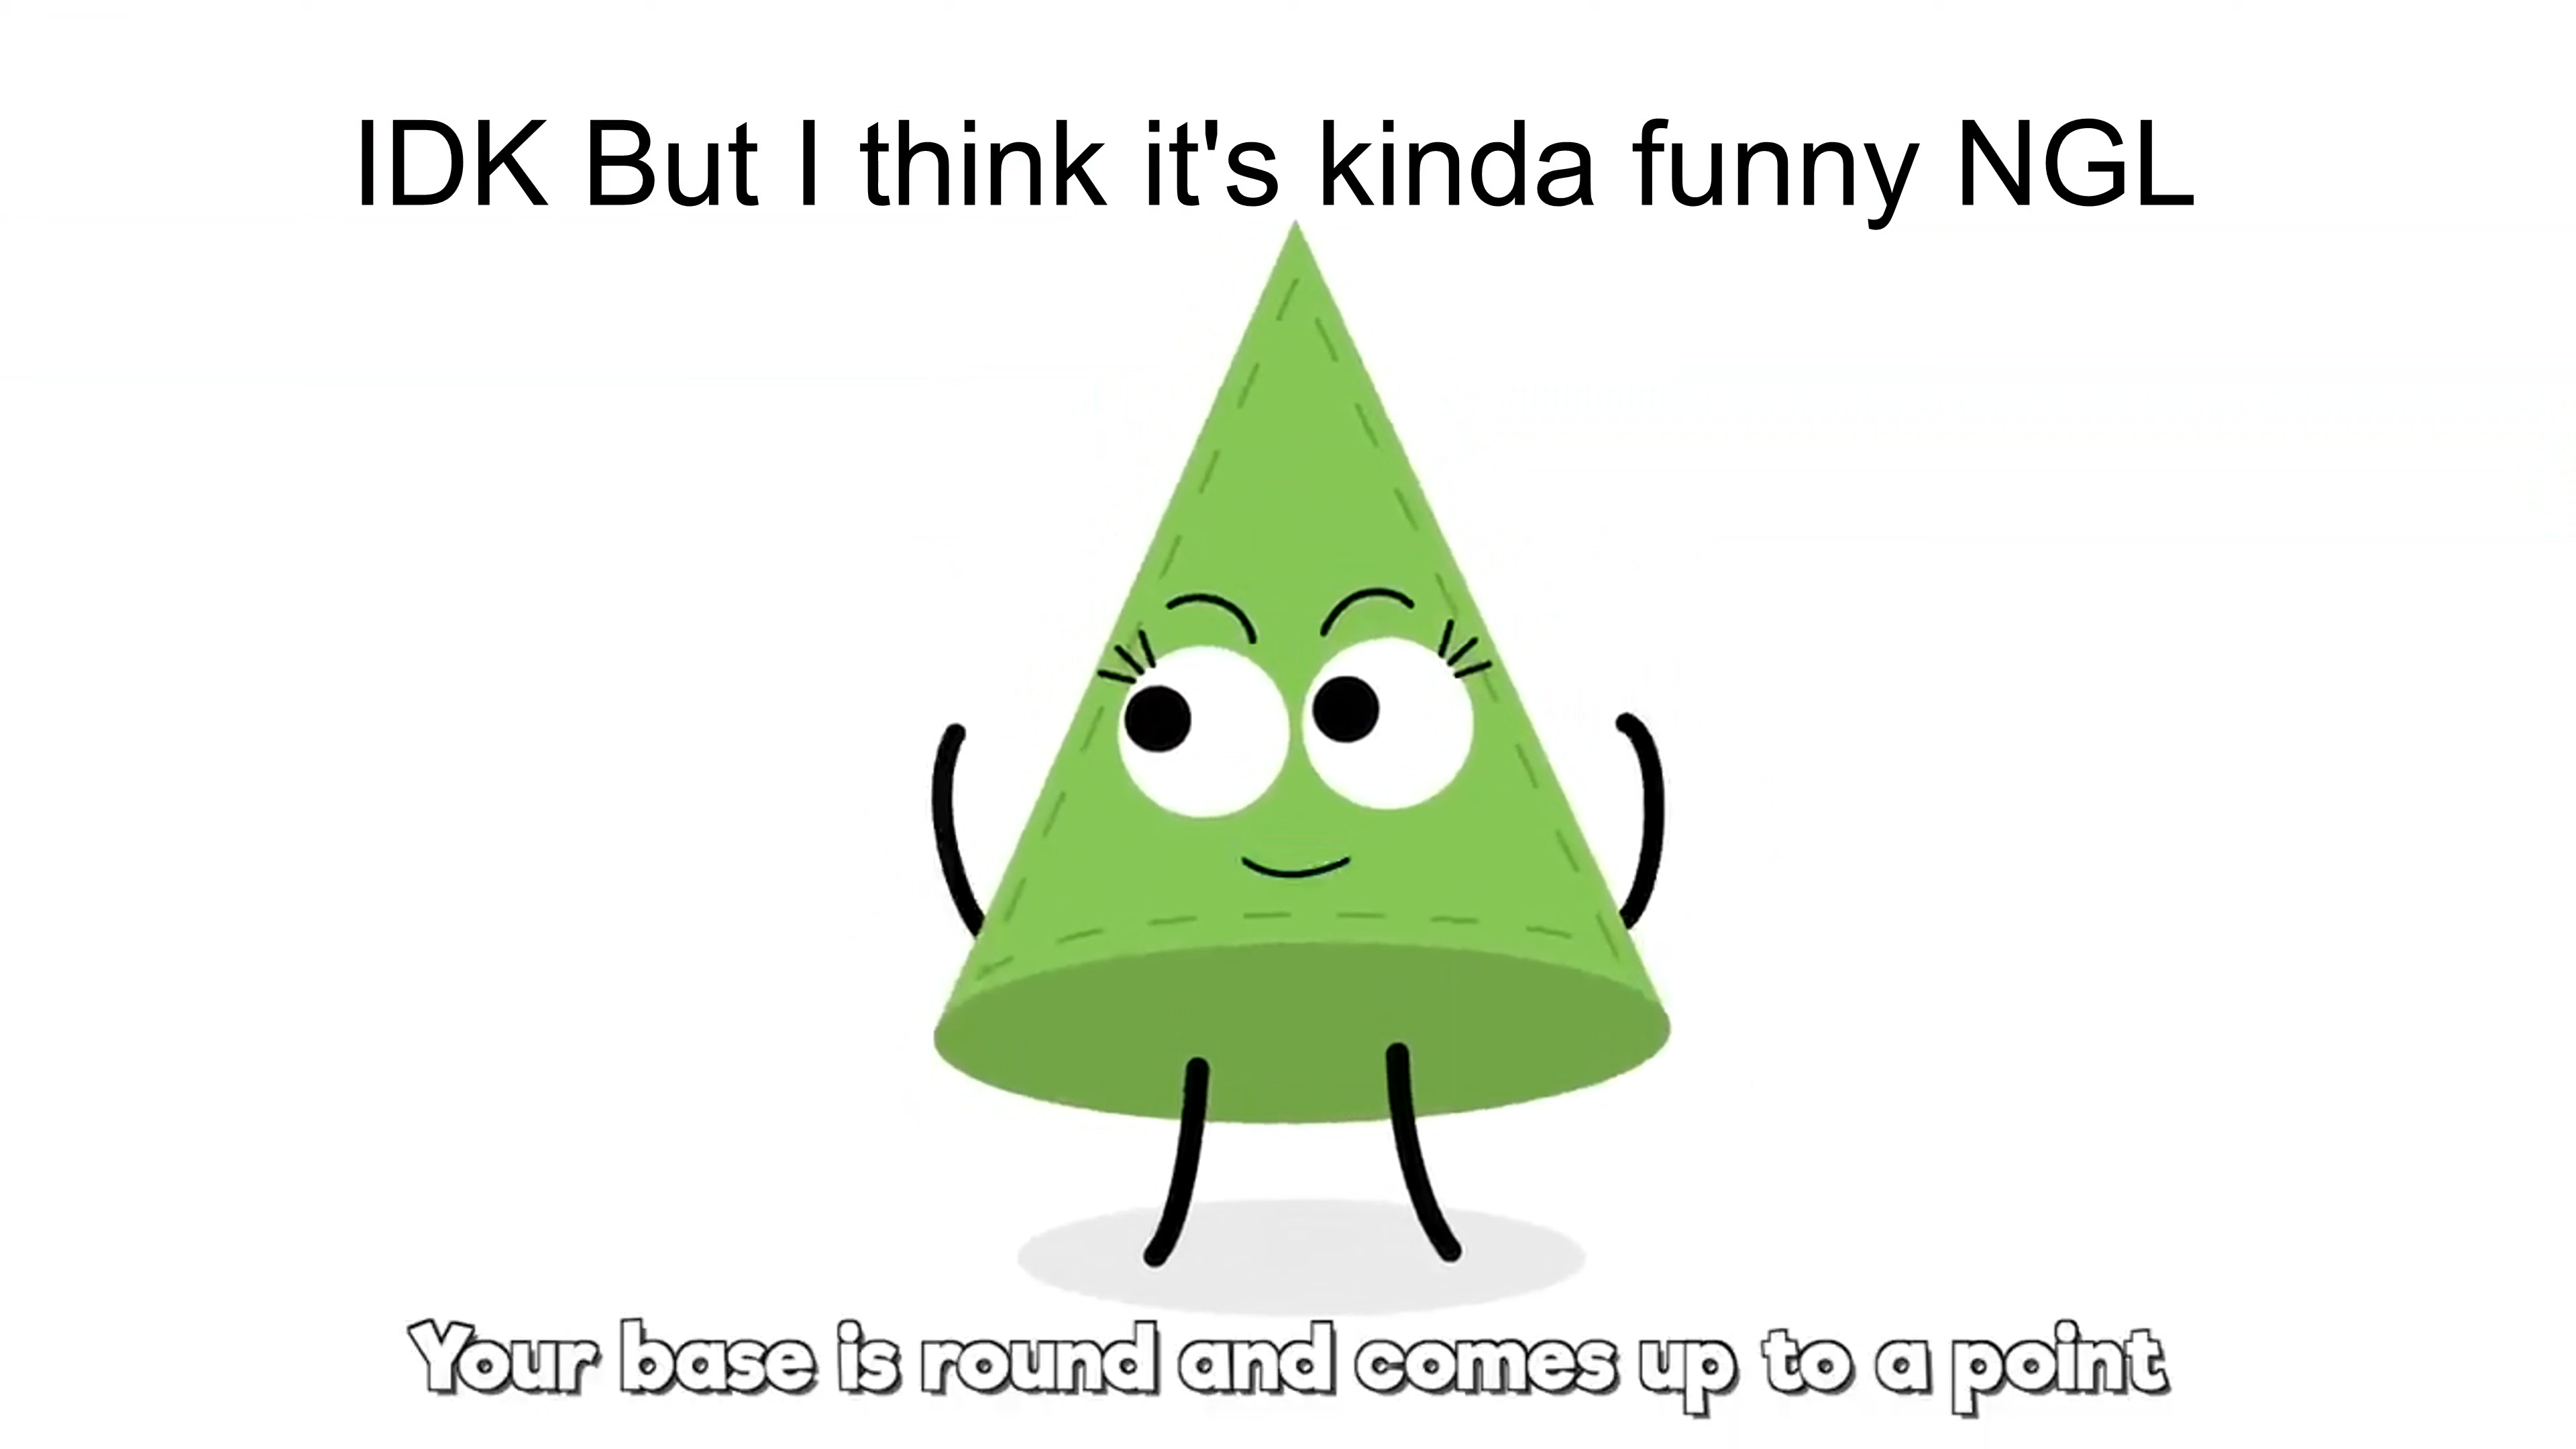 IDK But I think it's kinda funny NGL
Your base is round and comes up to a point